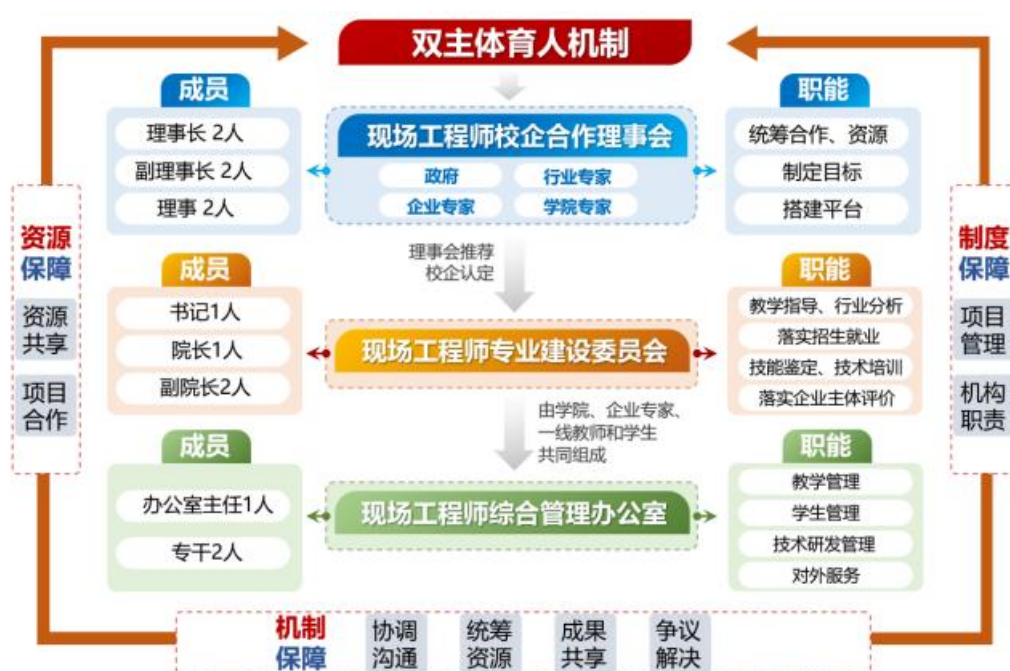 双主体育人机制
成员
理事长 2人
副理事长 2人
理事 2人
现场工程师校企合作理事会
政府
行业专家
企业专家
学院专家
职能
统筹合作、资源
制定目标
搭建平台
理事会推荐
校企认定
资源
保障
资源
共享
项目
合作
成员
书记1人
院长1人
副院长2人
现场工程师专业建设委员会
职能
教学指导、行业分析
落实招生就业
技能鉴定、技术培训
落实企业主体评价
制度
保障
项目
管理
机构
职责
由学院、企业专家、
一线教师和学生
共同组成
成员
办公室主任1人
专干2人
现场工程师综合管理办公室
职能
教学管理
学生管理
技术研发管理
对外服务
机制
保障
协调
沟通
统筹
资源
成果
共享
争议
解决